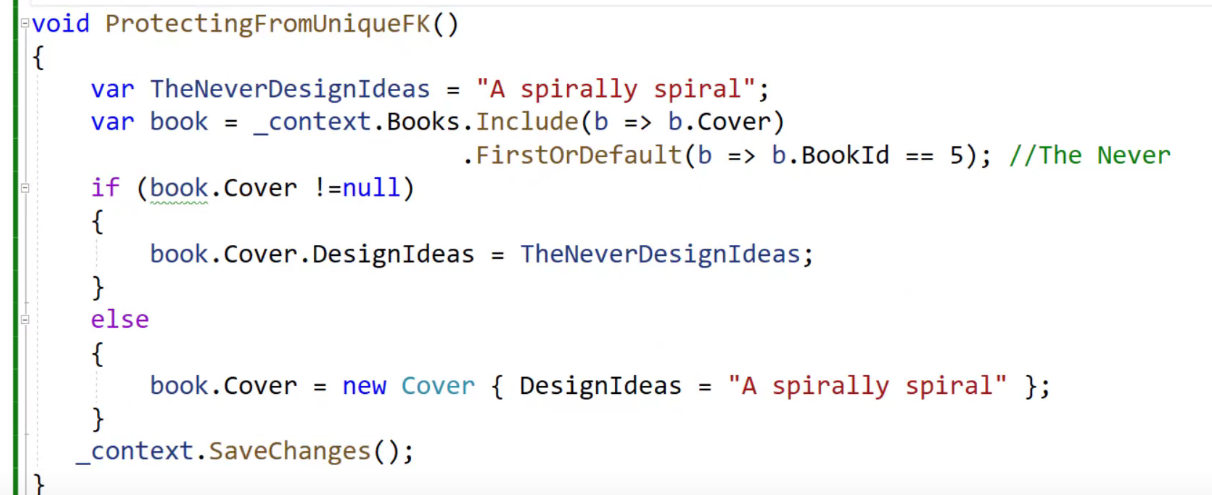 void ProtectingFromUniqueFK()
{
    var TheNeverDesignIdeas = "A spirally spiral";
    var book = _context.Books.Include(b => b.Cover)
                             .FirstOrDefault(b => b.BookId == 5); //The Never
    if (book.Cover !=null)
    {
        book.Cover.DesignIdeas = TheNeverDesignIdeas;
    }
    else
    {
        book.Cover = new Cover { DesignIdeas = "A spirally spiral" };
    }
   _context.SaveChanges();
}